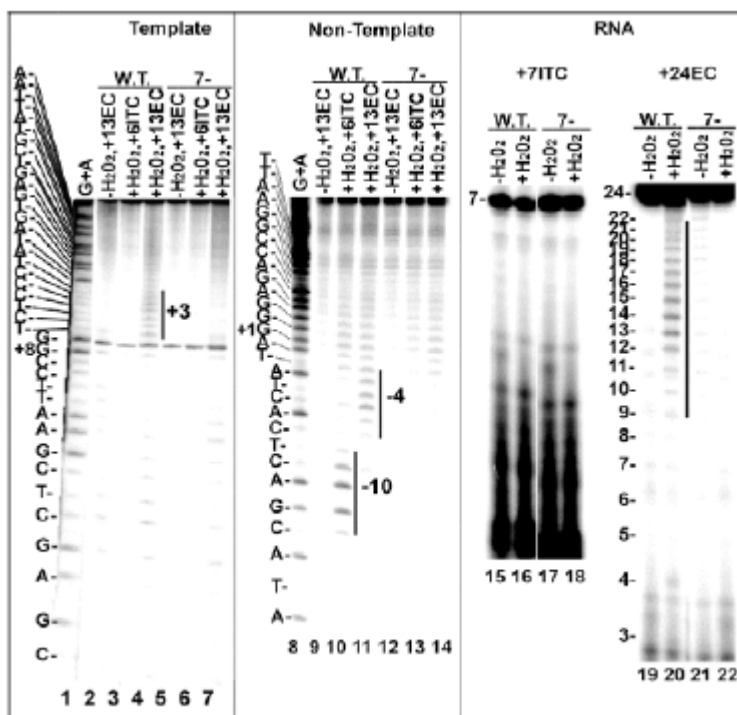 Template
W.T. 7-
G+A
-H₂O₂,+13EC
+H₂O₂,+6ITC
+H₂O₂,+13EC
-H₂O₂,+13EC
+H₂O₂,+6ITC
+H₂O₂,+13EC
+3
G-
+8G-
C-
C-
T-
A-
A-
G-
C-
T-
C-
G-
A-
G-
C-
1 2 3 4 5 6 7
Non-Template
W.T. 7-
G+A
-H₂O₂,+13EC
+H₂O₂,+6ITC
+H₂O₂,+13EC
-H₂O₂,+13EC
+H₂O₂,+6ITC
+H₂O₂,+13EC
+1G
A
T-
A-
T-
C-
A-
C-
T-
C-
A-
G-
C-
A-
T-
A-
-4
-10
8 9 10 11 12 13 14
RNA
+7ITC
W.T. 7-
-H₂O₂
+H₂O₂
-H₂O₂
+H₂O₂
7-
15 16 17 18
+24EC
W.T. 7-
-H₂O₂
+H₂O₂
-H₂O₂
+H₂O₂
24-
22-
21-
20-
19-
18-
17-
16-
15-
14-
13-
12-
11-
10-
9-
8-
7-
6-
5-
4-
3-
19 20 21 22